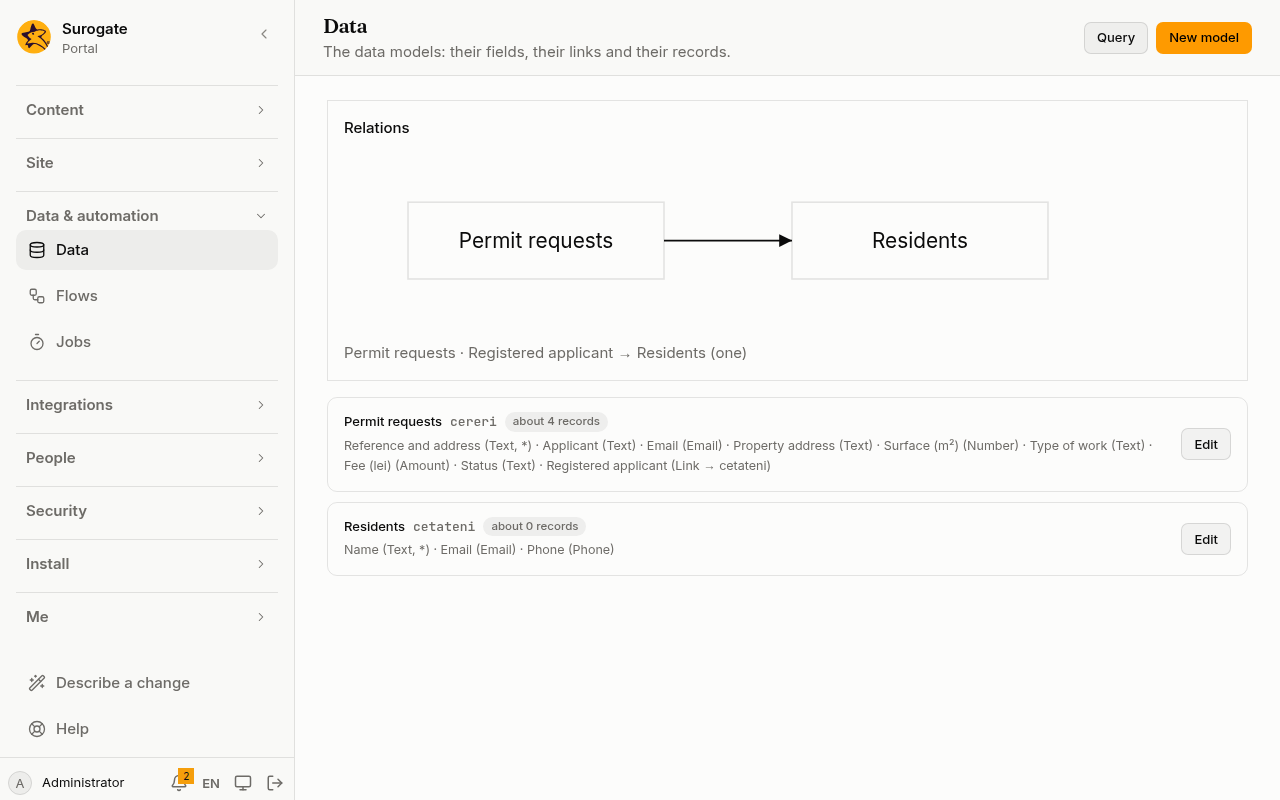 Surogate
Portal
Content
Site
Data & automation
Data
Flows
Jobs
Integrations
People
Security
Install
Me
Describe a change
Help
A
Administrator
2
EN
Data
The data models: their fields, their links and their records.
Query
New model
Relations
Permit requests
Residents
Permit requests · Registered applicant → Residents (one)
Permit requests cereri about 4 records
Reference and address (Text, *) · Applicant (Text) · Email (Email) · Property address (Text) · Surface (m²) (Number) · Type of work (Text) ·
Fee (lei) (Amount) · Status (Text) · Registered applicant (Link → cetateni)
Edit
Residents cetateni about 0 records
Name (Text, *) · Email (Email) · Phone (Phone)
Edit